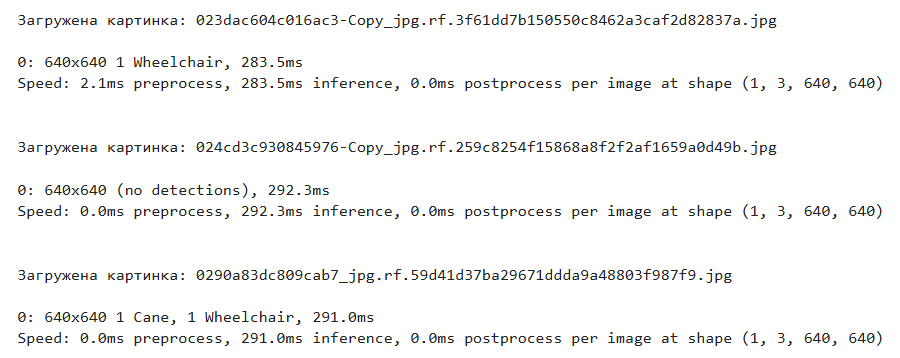 Загружена картинка: 023dac604c016ac3-Copy_jpg.rf.3f61dd7b150550c8462a3caf2d82837a.jpg
0: 640x640 1 Wheelchair, 283.5ms
Speed: 2.1ms preprocess, 283.5ms inference, 0.0ms postprocess per image at shape (1, 3, 640, 640)
Загружена картинка: 024cd3c930845976-Copy_jpg.rf.259c8254f15868a8f2f2af1659a0d49b.jpg
0: 640x640 (no detections), 292.3ms
Speed: 0.0ms preprocess, 292.3ms inference, 0.0ms postprocess per image at shape (1, 3, 640, 640)
Загружена картинка: 0290a83dc809cab7_jpg.rf.59d41d37ba29671ddda9a48803f987f9.jpg
0: 640x640 1 Cane, 1 Wheelchair, 291.0ms
Speed: 0.0ms preprocess, 291.0ms inference, 0.0ms postprocess per image at shape (1, 3, 640, 640)